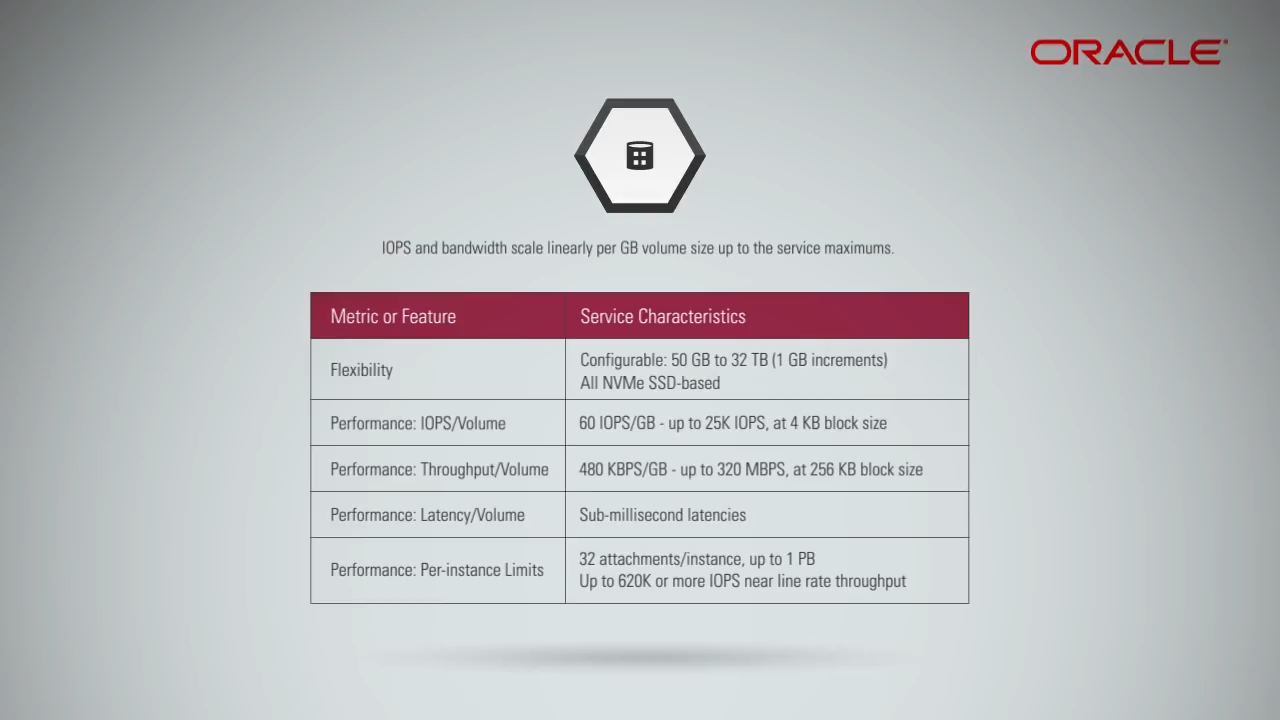 ORACLE
IOPS and bandwidth scale linearly per GB volume size up to the service maximums.
Metric or Feature
Service Characteristics
Flexibility
Configurable: 50 GB to 32 TB (1 GB increments)
All NVMe SSD-based
Performance: IOPS/Volume
60 IOPS/GB - up to 25K IOPS, at 4 KB block size
Performance: Throughput/Volume
480 KBPS/GB - up to 320 MBPS, at 256 KB block size
Performance: Latency/Volume
Sub-millisecond latencies
Performance: Per-instance Limits
32 attachments/instance, up to 1 PB
Up to 620K or more IOPS near line rate throughput